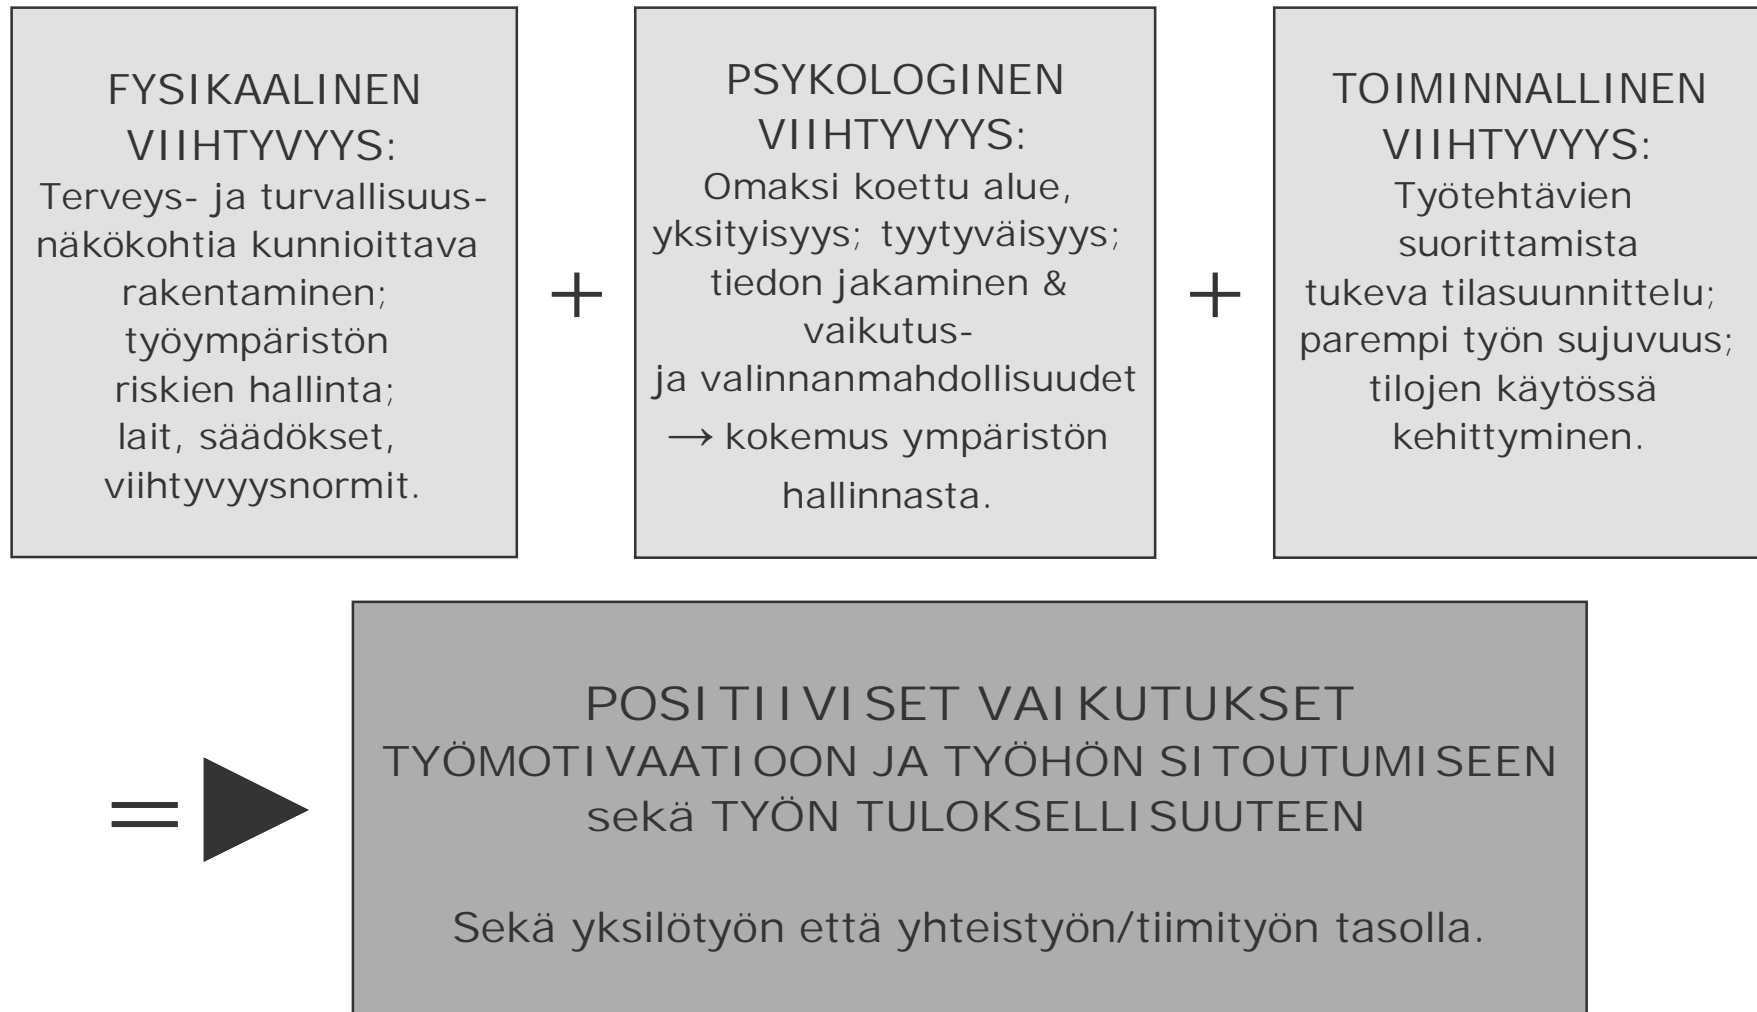 FYSIKAALINEN
VIIHTYVYYS:
Terveys- ja turvallisuus-
näkökohtia kunnioittava
rakentaminen;
työympäristön
riskien hallinta;
lait, säädökset,
viihtyvyysnormit.
+
PSYKOLOGINEN
VIIHTYVYYS:
Omaksi koettu alue,
yksityisyys; tyytyväisyys;
tiedon jakaminen &
vaikutus-
ja valinnanmahdollisuudet
→ kokemus ympäristön
hallinnasta.
+
TOIMINNALLINEN
VIIHTYVYYS:
Työtehtävien
suorittamista
tukeva tilasuunnittelu;
parempi työn sujuvuus;
tilojen käytössä
kehittyminen.
=
POSITIIVISET VAIKUTUKSET
TYÖMOTIVAATIOON JA TYÖHÖN SITOUTUMISEEN
sekä TYÖN TULOKSELLISUUTEEN
Sekä yksilötyön että yhteistyön/tiimityön tasolla.